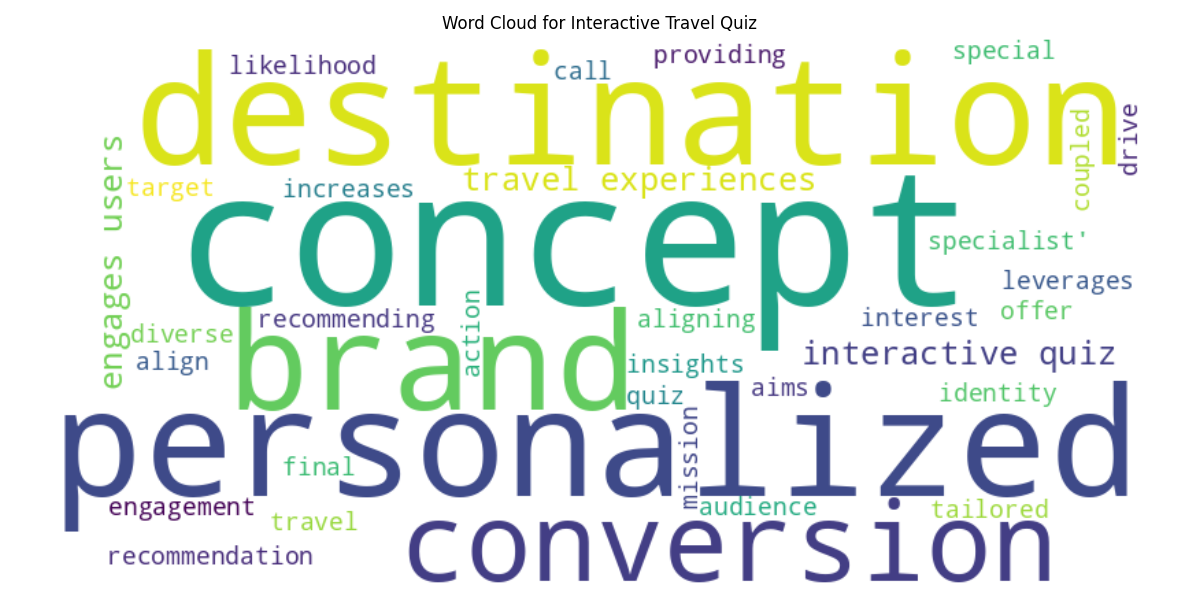 Word Cloud for Interactive Travel Quiz
likelihood
call
providing
special
destination
drive
coupled
engages users
target
increases
travel experiences
concept
specialist'
leverages
offer
recommending
action
aligning
interest
diverse
align
brand
insights
interactive quiz
quiz
aims
identity
personalized
mission
final
engagement
travel
audience
tailored
recommendation
conversion